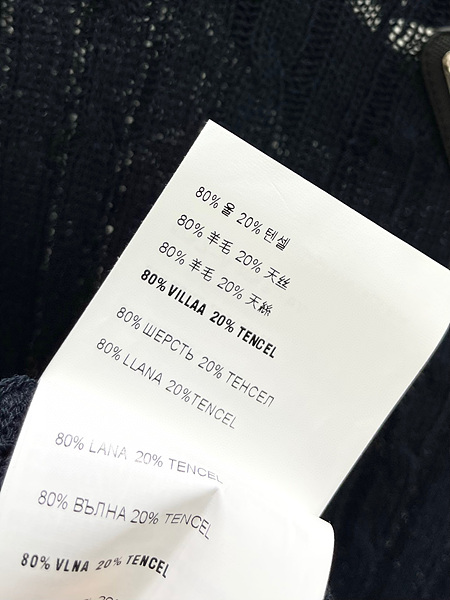 80% 울 20% 텐셀
80% 羊毛 20% 天丝
80% 羊毛 20% 天絲
80% VILLAA 20% TENCEL
80% ШЕРСТЬ 20% ТЕНСЕЛ
80% LLANA 20%TENCEL
80% LANA 20% TENCEL
80% ВЪЛНА 20% TENCEL
80% VLNA 20% TENCEL
20%